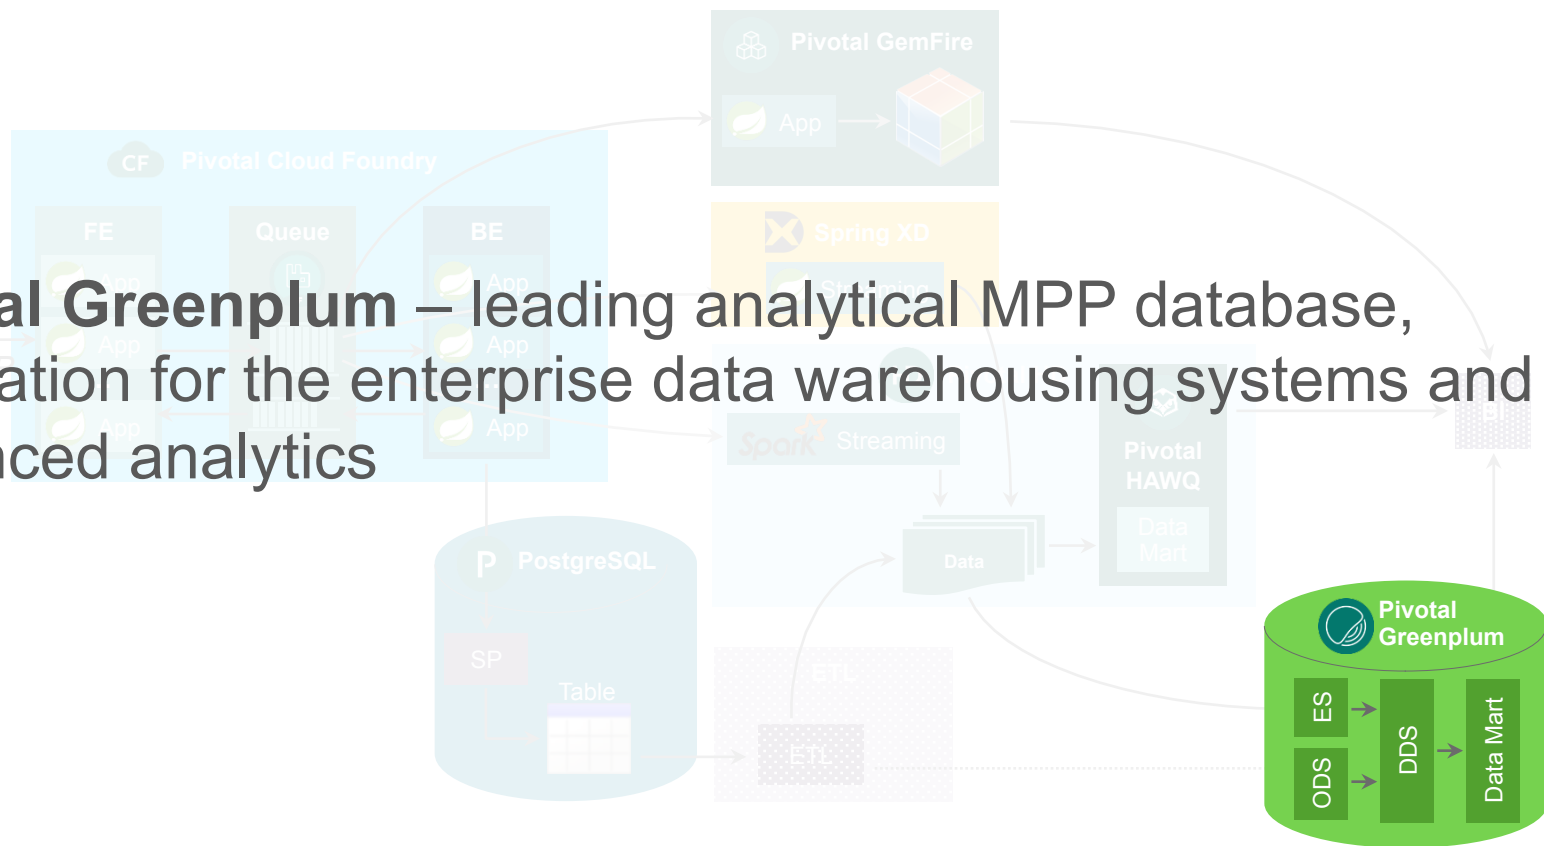 Pivotal GemFire
App
CF Pivotal Cloud Foundry
FE
Queue
BE
Spring XD
App
App
Streaming
al Greenplum – leading analytical MPP database,
App
App
ation for the enterprise data warehousing systems and
...
App
App
nced analytics
Spark Streaming
Pivotal
HAWQ
Data
Mart
BI
P PostgreSQL
Data
SP
Table
ETL
ETL
Pivotal
Greenplum
ES
ODS
DDS
Data Mart